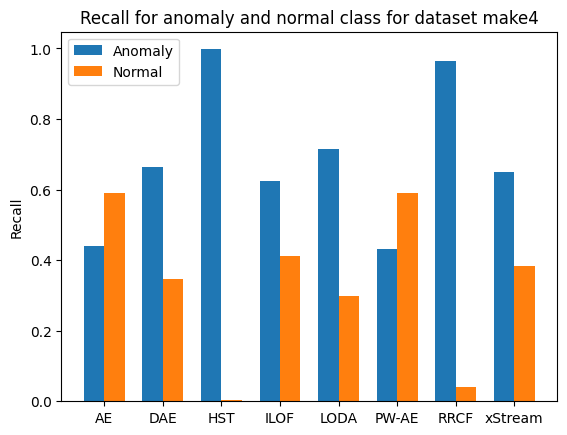 Recall for anomaly and normal class for dataset make4
Anomaly
Normal
Recall
1.0
0.8
0.6
0.4
0.2
0.0
AE DAE HST ILOF LODA PW-AE RRCF xStream